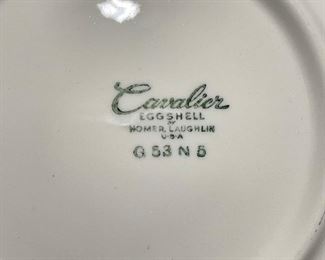 Cavalier
EGGSHELL
BY
HOMER LAUGHLIN
U·S·A
G 53 N 5